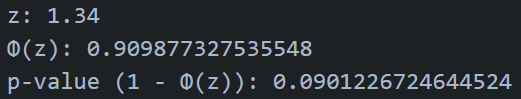 z: 1.34
Φ(z): 0.909877327535548
p-value (1 - Φ(z)): 0.0901226724644524